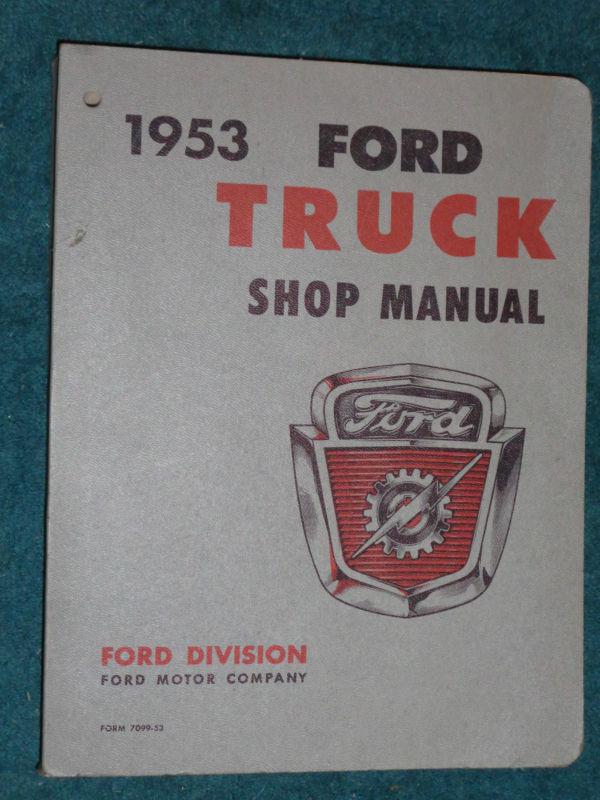 1953 FORD
TRUCK
SHOP MANUAL
Ford
FORD DIVISION
FORD MOTOR COMPANY
FORM 7099-53